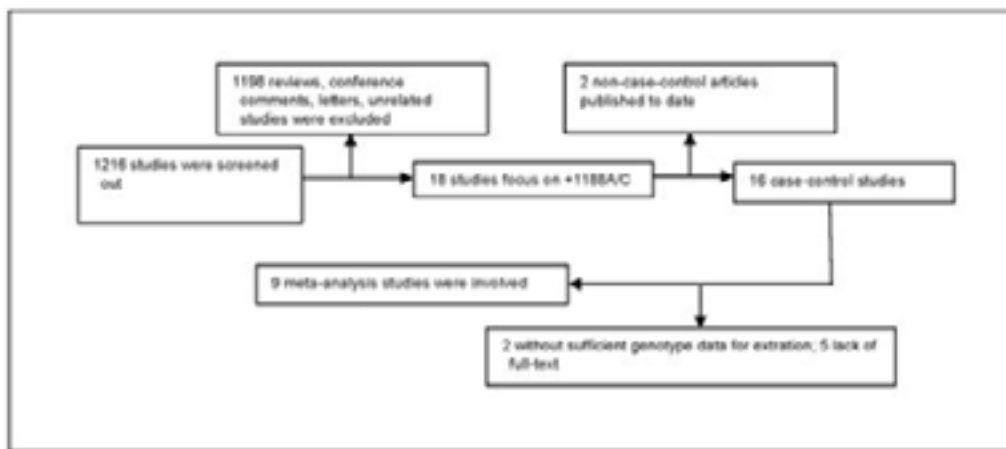 1198 reviews, conference
comments, letters, unrelated
studies were excluded
2 non-case-control articles
published to date
1216 studies were screened
out
18 studies focus on +1188A/C
16 case-control studies
9 meta-analysis studies were involved
2 without sufficient genotype data for extration; 5 lack of
full-text